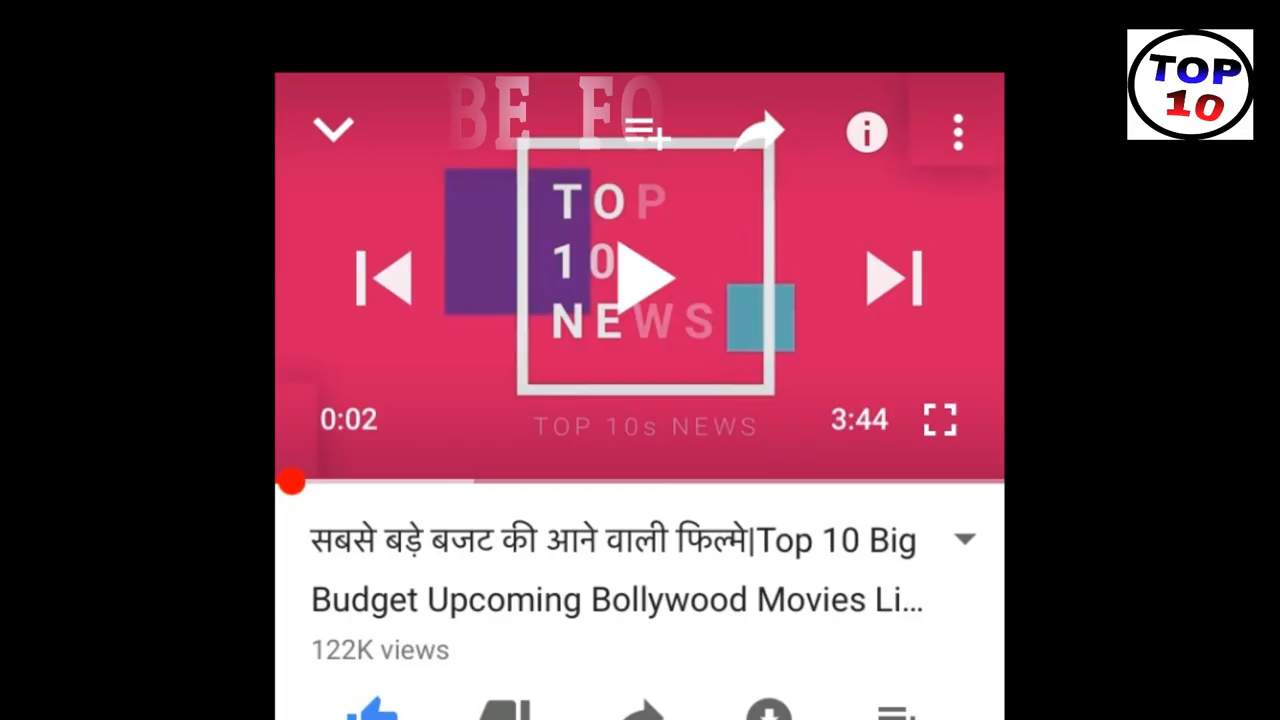 TOP
10
BE FO
TOP
10
NEWS
0:02
3:44
TOP 10s NEWS
सबसे बड़े बजट की आने वाली फिल्मे|Top 10 Big
Budget Upcoming Bollywood Movies Li...
122K views